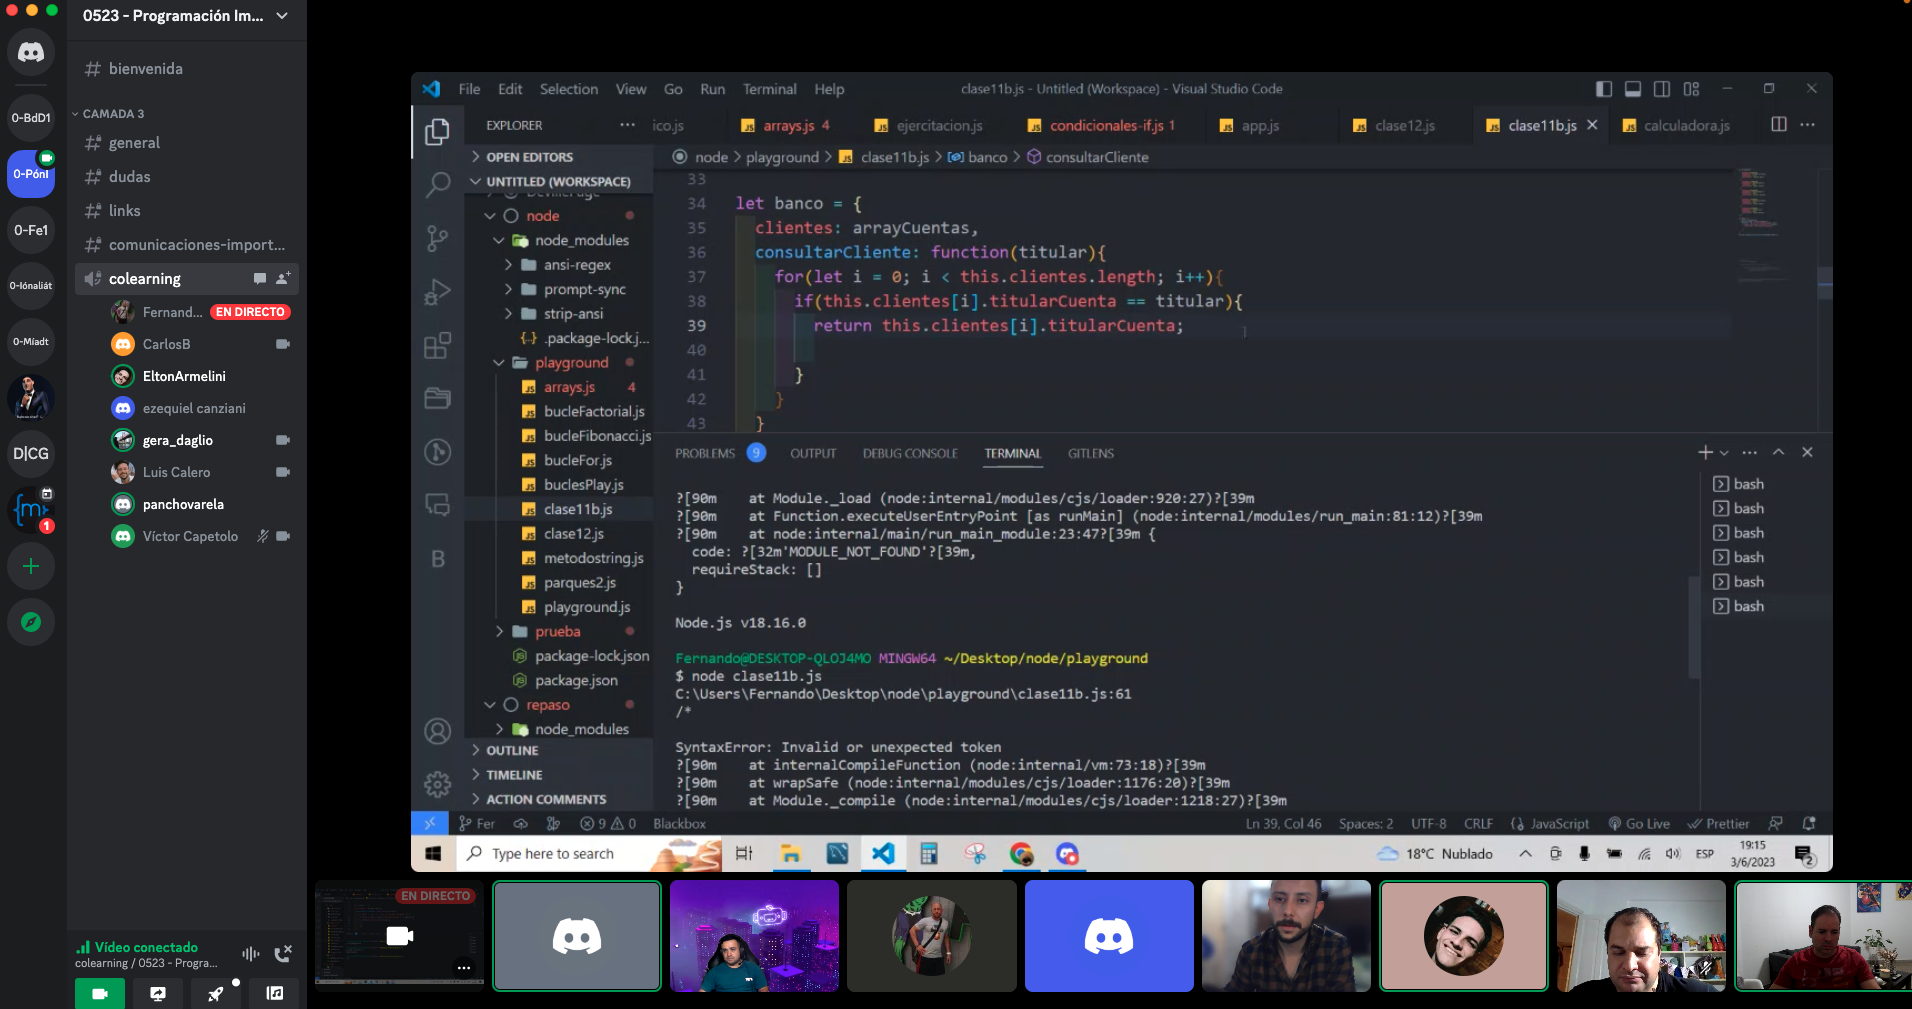 0523 - Programación Im...
bienvenida
CAMADA 3
general
dudas
links
comunicaciones-import...
colearning
Fernand... EN DIRECTO
CarlosB
EltonArmelini
ezequiel canziani
gera_daglio
Luis Calero
panchovarela
Víctor Capetolo
0-BdD1
0-PónI
0-Fe1
0-Iónaliát
0-Míadt
D|CG
{m}
1
Vídeo conectado
colearning / 0523 - Progra...
File Edit Selection View Go Run Terminal Help
clase11b.js - Untitled (Workspace) - Visual Studio Code
EXPLORER
ico.js
arrays.js 4
ejercitacion.js
condicionales-if.js 1
app.js
clase12.js
clase11b.js
calculadora.js
node > playground > clase11b.js > banco > consultarCliente
OPEN EDITORS
UNTITLED (WORKSPACE)
node
node_modules
ansi-regex
prompt-sync
strip-ansi
.package-lock.j...
playground
arrays.js 4
bucleFactorial.js
bucleFibonacci.js
bucleFor.js
buclesPlay.js
clase11b.js
clase12.js
metodostring.js
parques2.js
playground.js
prueba
package-lock.json
package.json
repaso
node_modules
OUTLINE
TIMELINE
ACTION COMMENTS
33
34 let banco = {
35 clientes: arrayCuentas,
36 consultarCliente: function(titular){
37 for(let i = 0; i < this.clientes.length; i++){
38 if(this.clientes[i].titularCuenta == titular){
39 return this.clientes[i].titularCuenta;
40
41 }
42 }
43 }
PROBLEMS 9 OUTPUT DEBUG CONSOLE TERMINAL GITLENS
?[90m at Module._load (node:internal/modules/cjs/loader:920:27)?[39m
?[90m at Function.executeUserEntryPoint [as runMain] (node:internal/modules/run_main:81:12)?[39m
?[90m at node:internal/main/run_main_module:23:47?[39m {
code: ?[32m'MODULE_NOT_FOUND'?[39m,
requireStack: []
}
Node.js v18.16.0
Fernando@DESKTOP-QLOJ4MO MINGW64 ~/Desktop/node/playground
$ node clase11b.js
C:\Users\Fernando\Desktop\node\playground\clase11b.js:61
/*
SyntaxError: Invalid or unexpected token
?[90m at internalCompileFunction (node:internal/vm:73:18)?[39m
?[90m at wrapSafe (node:internal/modules/cjs/loader:1176:20)?[39m
?[90m at Module._compile (node:internal/modules/cjs/loader:1218:27)?[39m
bash
bash
bash
bash
bash
bash
Fer
9 0 Blackbox
Ln 39, Col 46 Spaces: 2 UTF-8 CRLF JavaScript Go Live Prettier
Type here to search
18°C Nublado
ESP
19:15
3/6/2023
2
EN DIRECTO